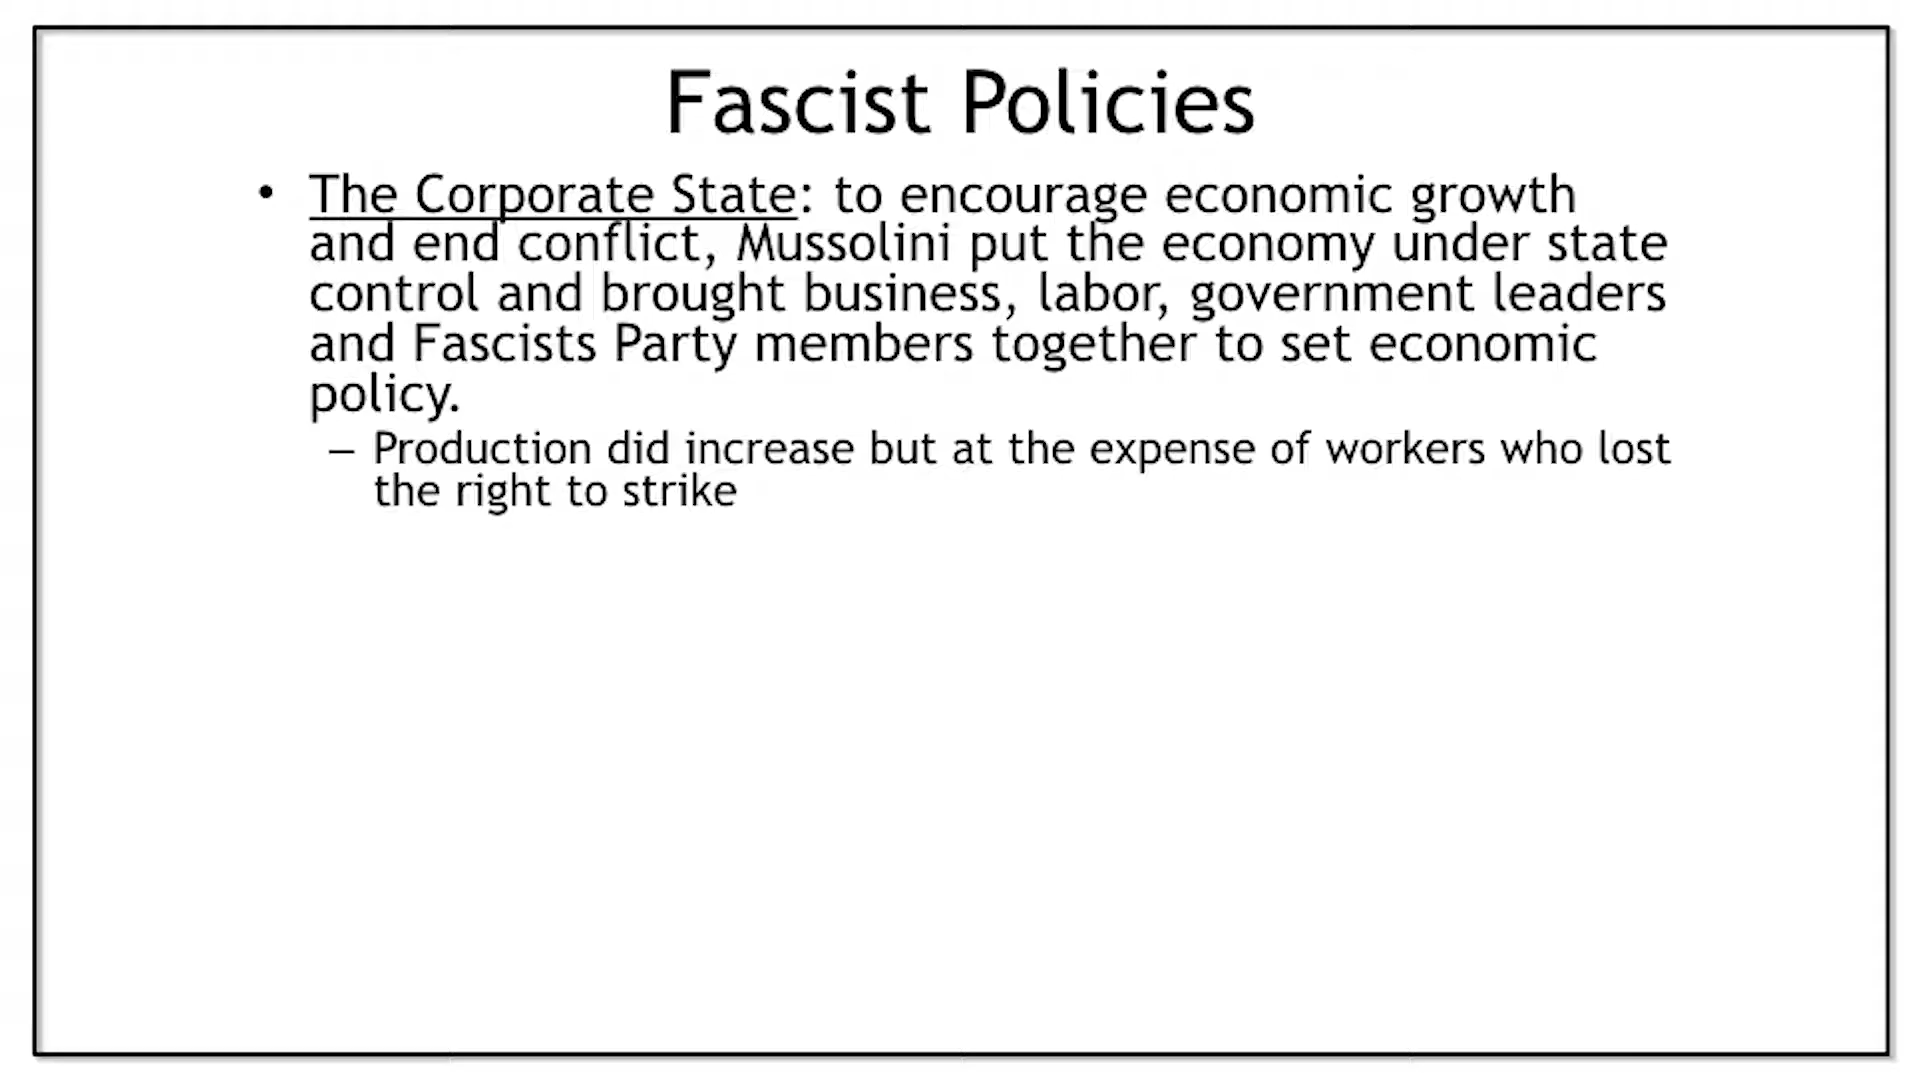 Fascist Policies
• The Corporate State: to encourage economic growth
and end conflict, Mussolini put the economy under state
control and brought business, labor, government leaders
and Fascists Party members together to set economic
policy.
– Production did increase but at the expense of workers who lost
the right to strike